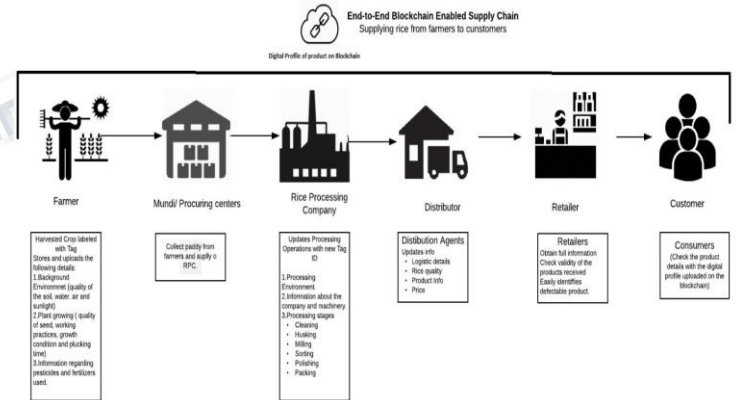 End-to-End Blockchain Enabled Supply Chain
Supplying rice from farmers to cunstomers
Digital Profile of product on Blockchain
Farmer
Mundi/ Procuring centers
Rice Processing
Company
Distributor
Retailer
Customer
Harvested Crop labeled
with Tag
Stores and uploads the
following details:
1.Background
Environmnet (quality of
the soil, water, air and
sunlight)
2.Plant growing ( quality
of seed, working
practices, growth
condition and plucking
time)
3.Information regarding
pesticides and fertilizers
used.
Collect paddy from
farmers and suplly o
RPC.
Updates Processing
Operations with new Tag
ID
1.Processing
Environment.
2.Information about the
company and machinery.
3.Processing stages
• Cleaning
• Husking
• Milling
• Sorting
• Polishing
• Packing
Distibution Agents
Updates info
• Logistic details
• Rice quality
• Product Info
• Price
Retailers
Obtain full information
Check validity of the
products received
Easily identifies
defectable product.
Consumers
(Check the product
details with the digital
profile uploaded on the
blockchain)